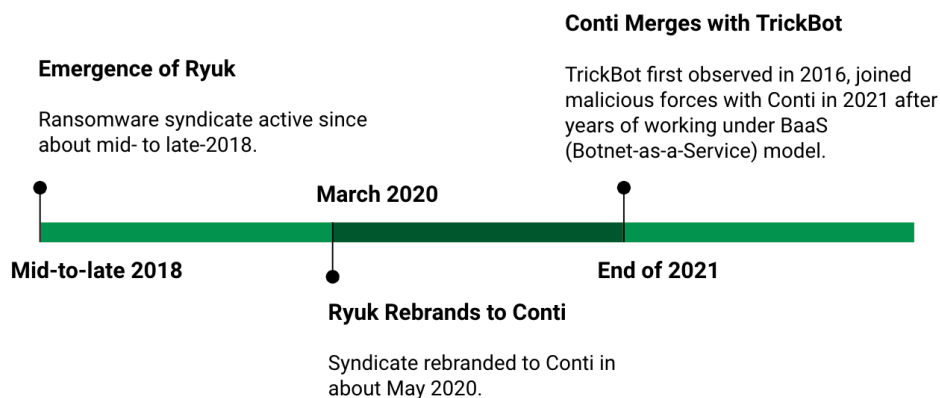 Conti Merges with TrickBot
TrickBot first observed in 2016, joined
malicious forces with Conti in 2021 after
years of working under BaaS
(Botnet-as-a-Service) model.
Emergence of Ryuk
Ransomware syndicate active since
about mid- to late-2018.
March 2020
Mid-to-late 2018
End of 2021
Ryuk Rebrands to Conti
Syndicate rebranded to Conti in
about May 2020.